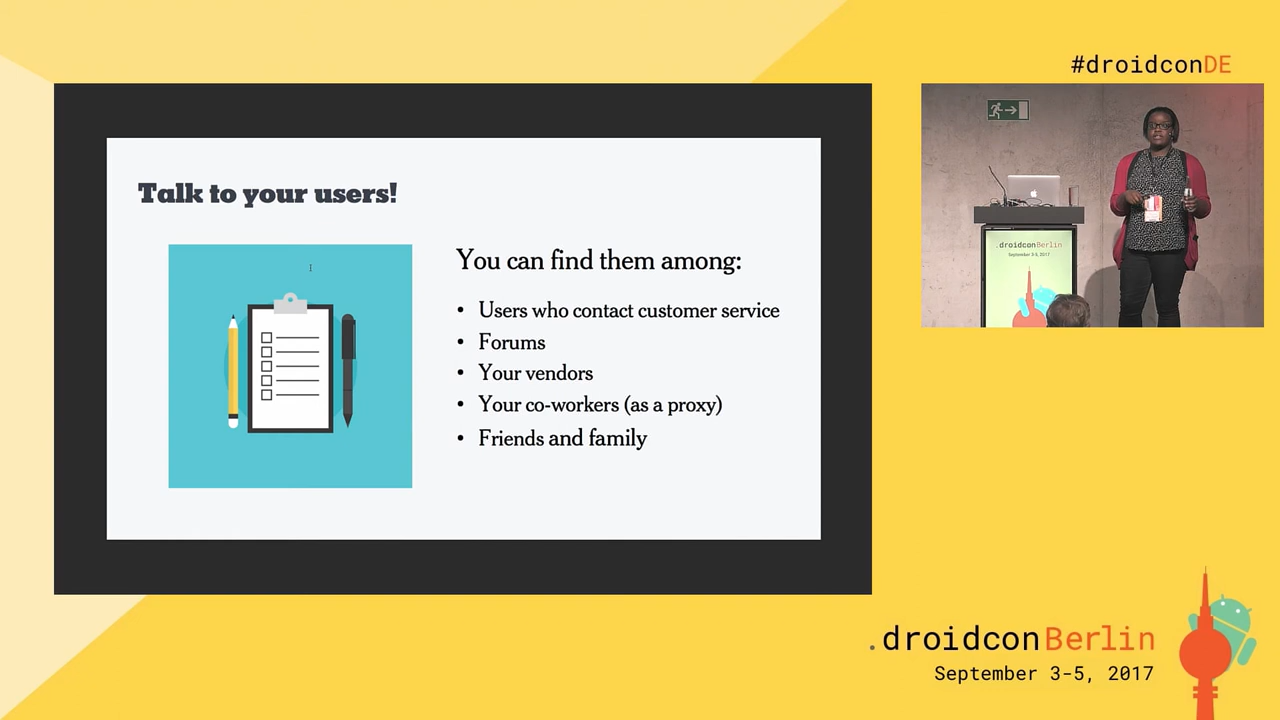 #droidconDE
Talk to your users!
You can find them among:
• Users who contact customer service
• Forums
• Your vendors
• Your co-workers (as a proxy)
• Friends and family
.droidconBerlin
September 3-5, 2017
.droidconBerlin
September 3-5, 2017